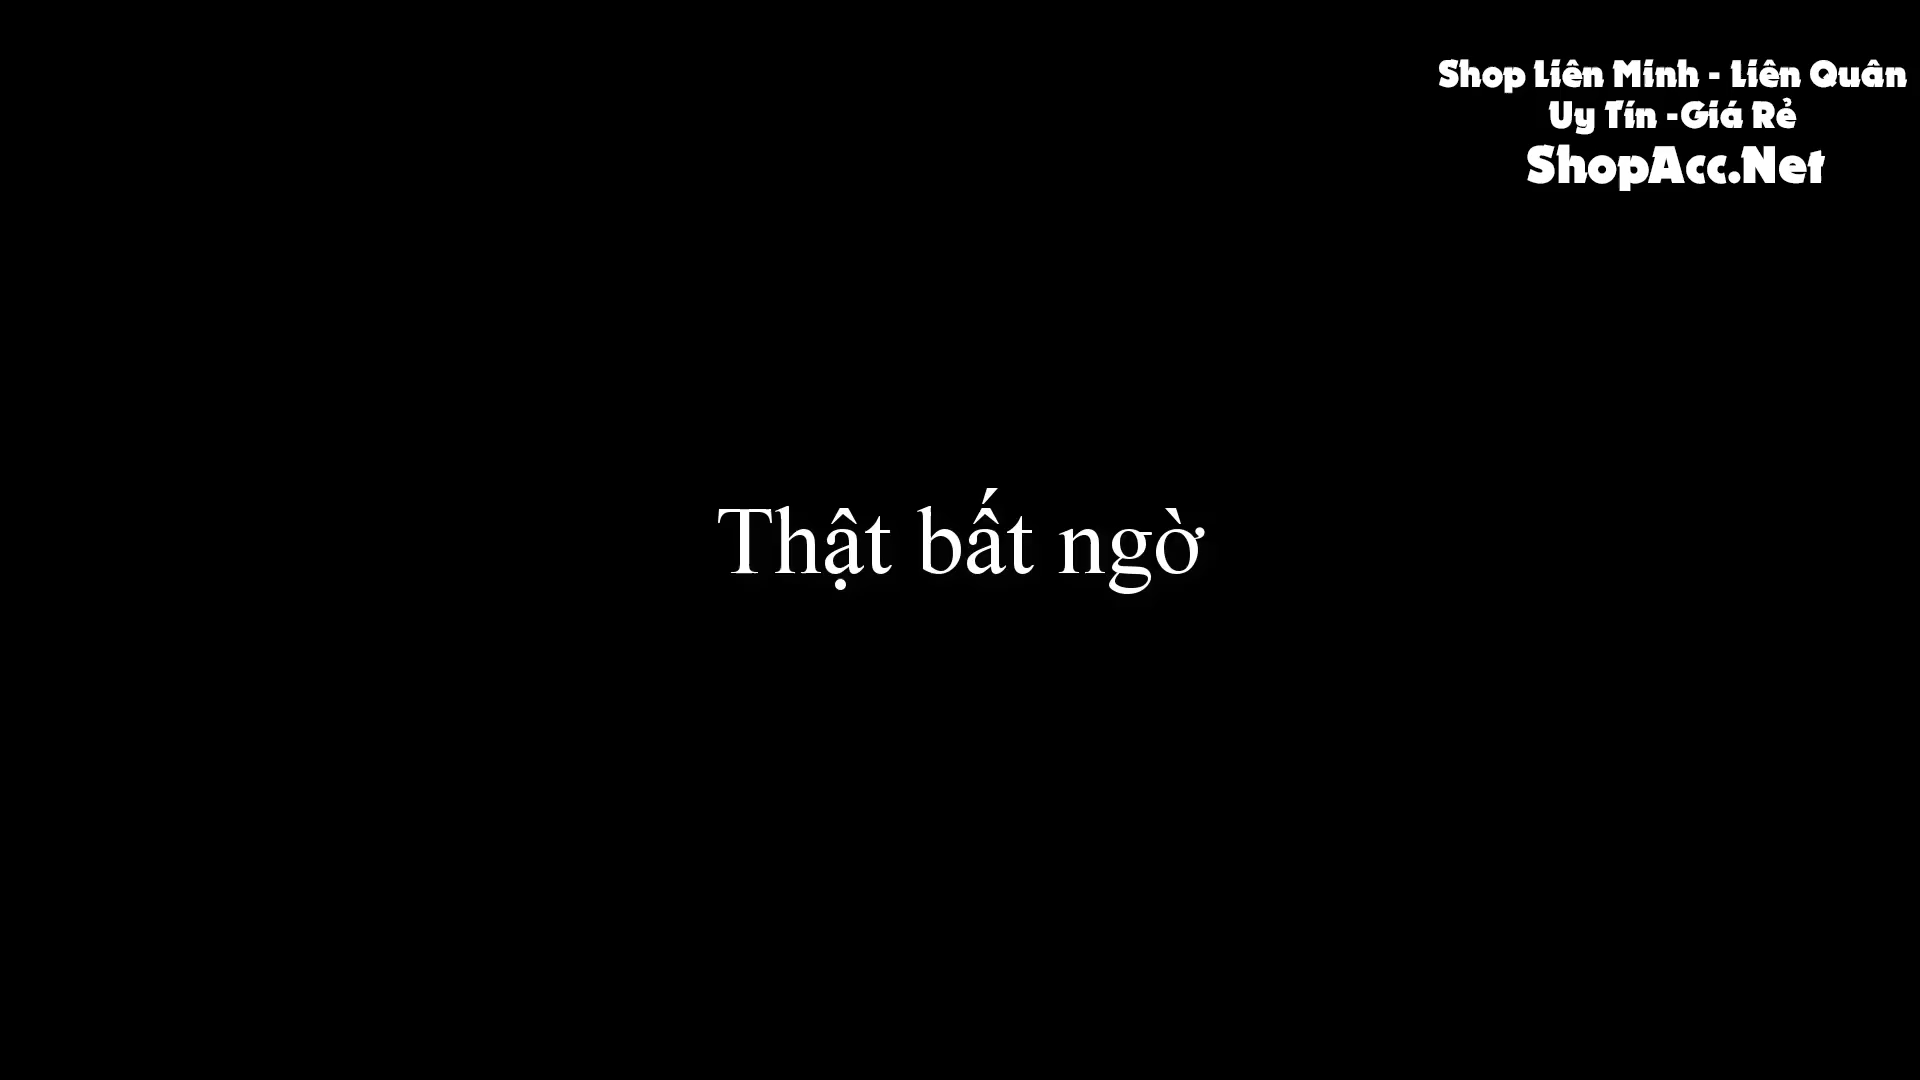 Shop Liên Minh - Liên Quân
Uy Tín -Giá Rẻ
ShopAcc.Net
Thật bất ngờ